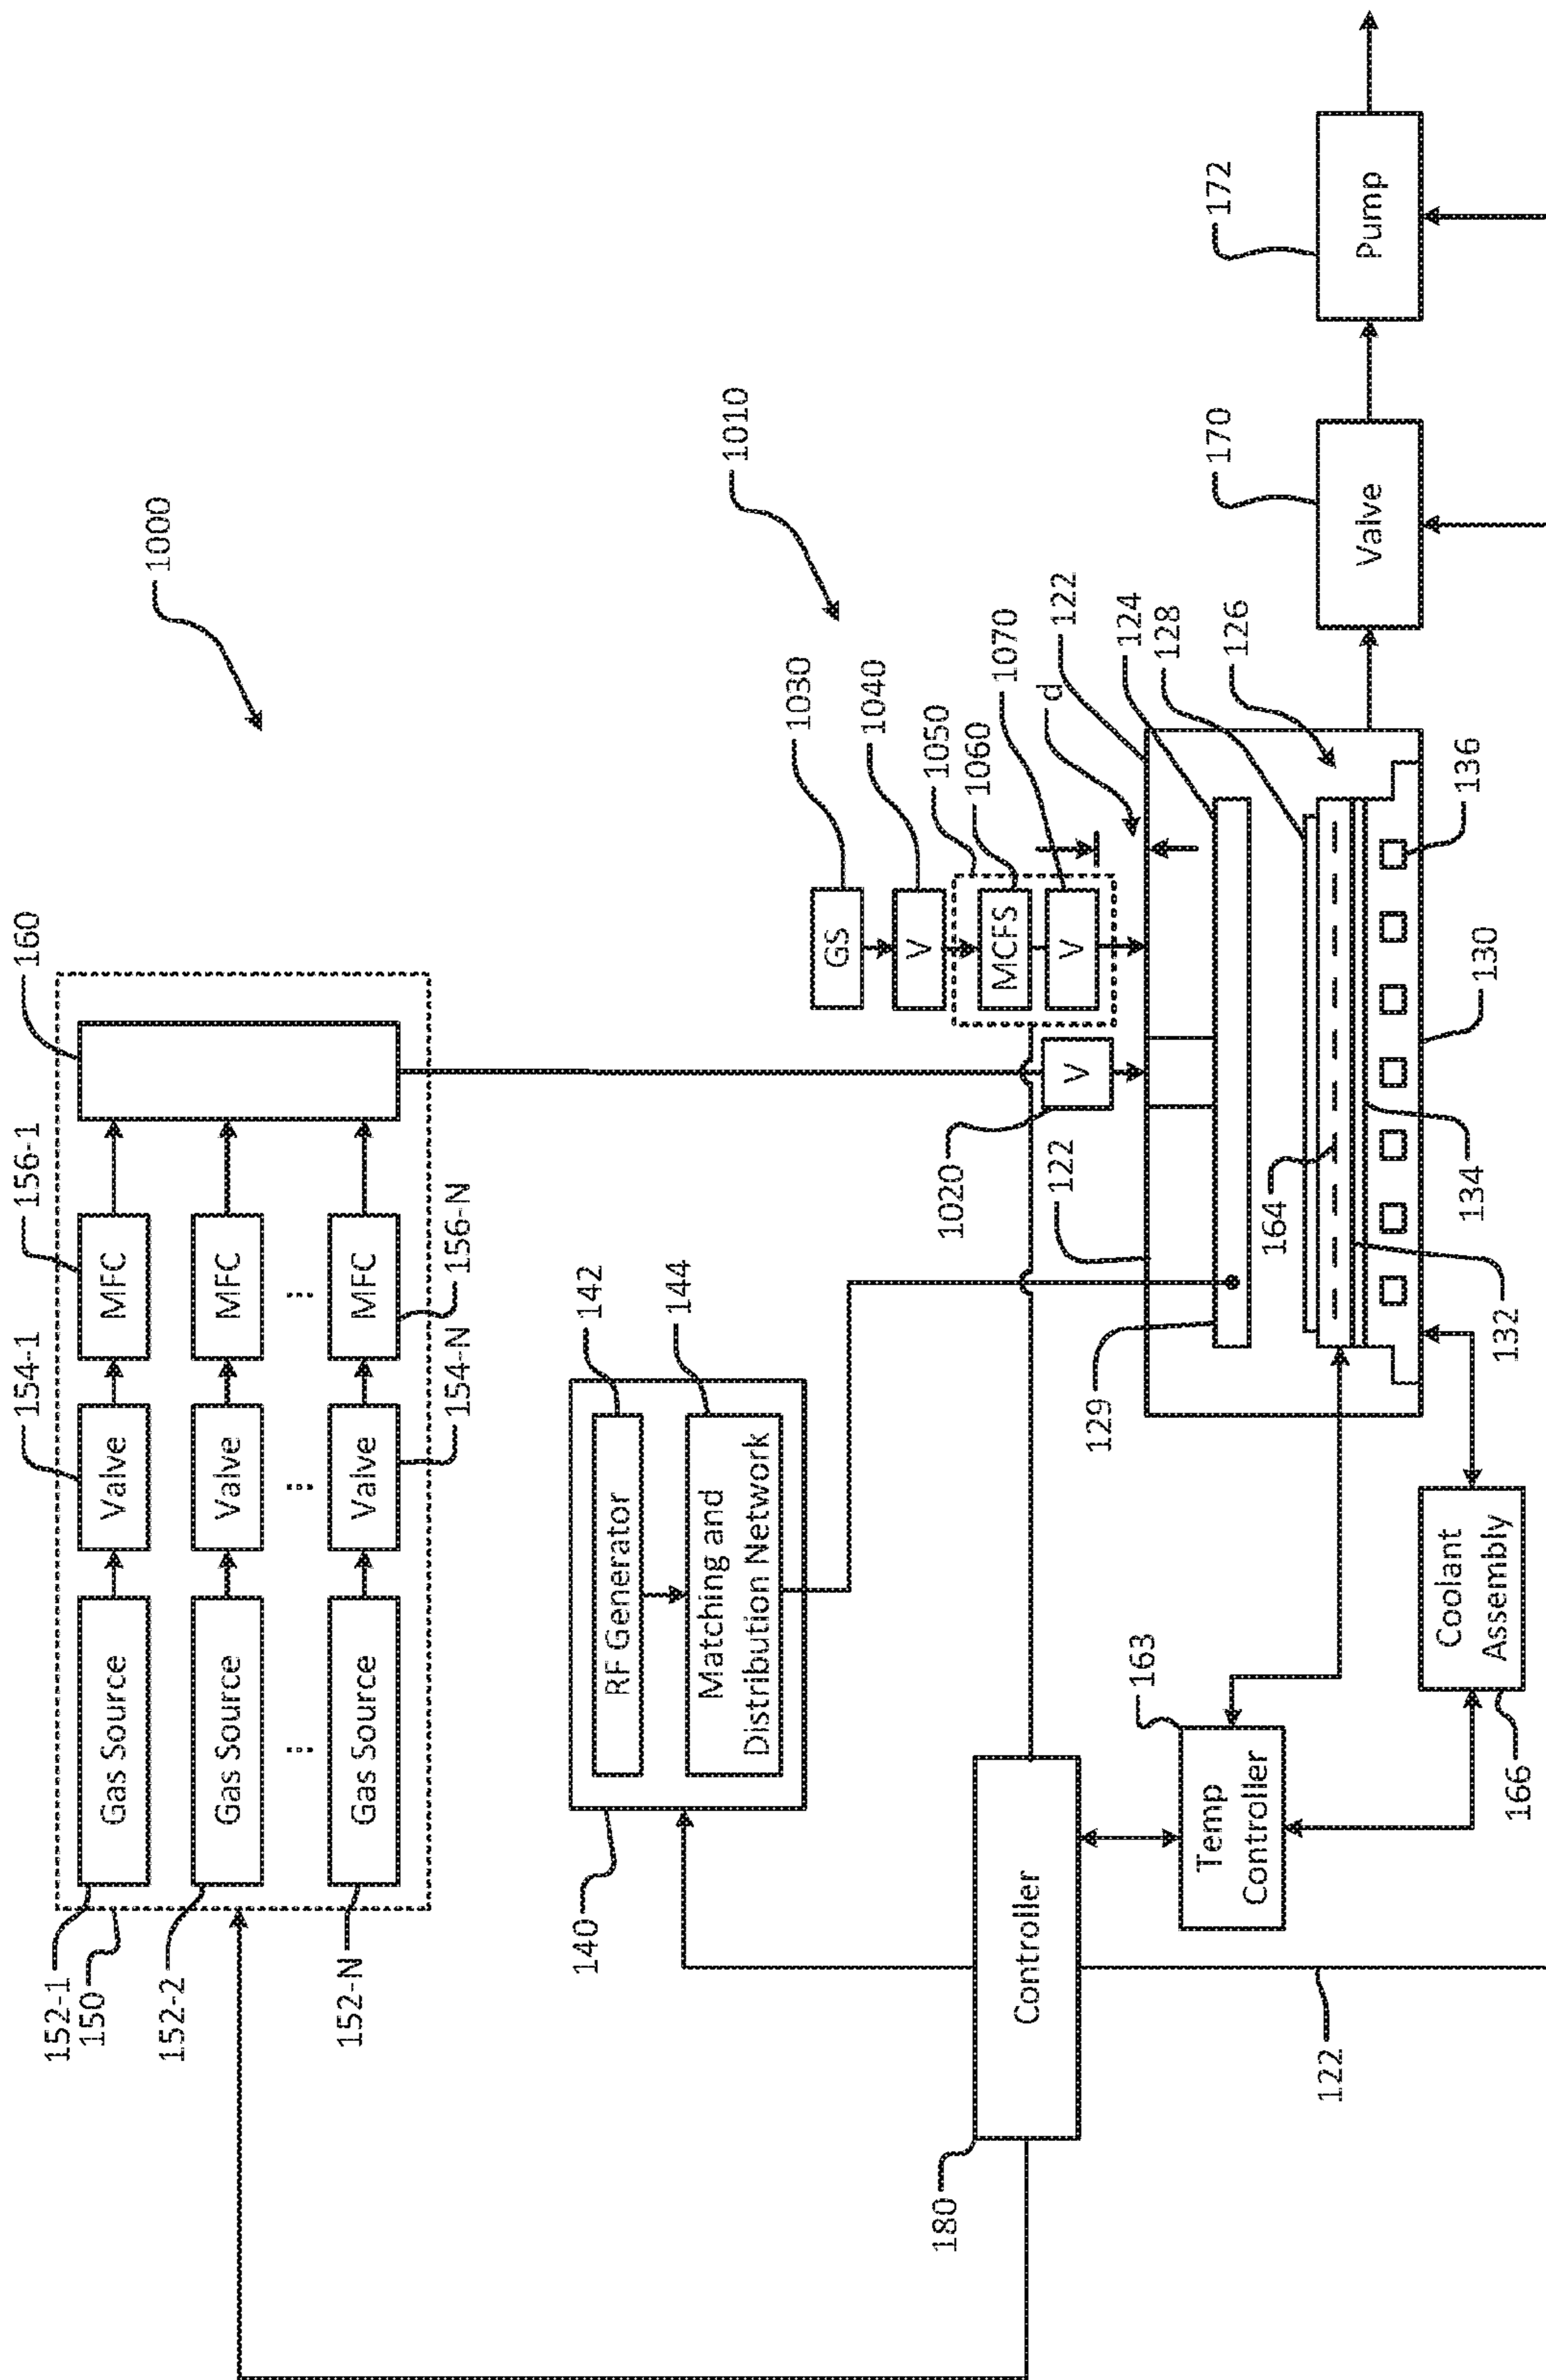 1000
152-1
150
152-2
152-N
154-1
156-1
160
Gas Source
Valve
MFC
Gas Source
Valve
MFC
::
::
::
Gas Source
Valve
MFC
154-N
156-N
140
142
RF Generator
144
Matching and
Distribution Network
1010
1030
GS
1040
V
1050
1060
MCFS
1070
V
d
1020
V
122
122
124
128
126
129
164
132
134
130
136
180
Controller
163
Temp
Controller
166
Coolant
Assembly
122
170
Valve
172
Pump